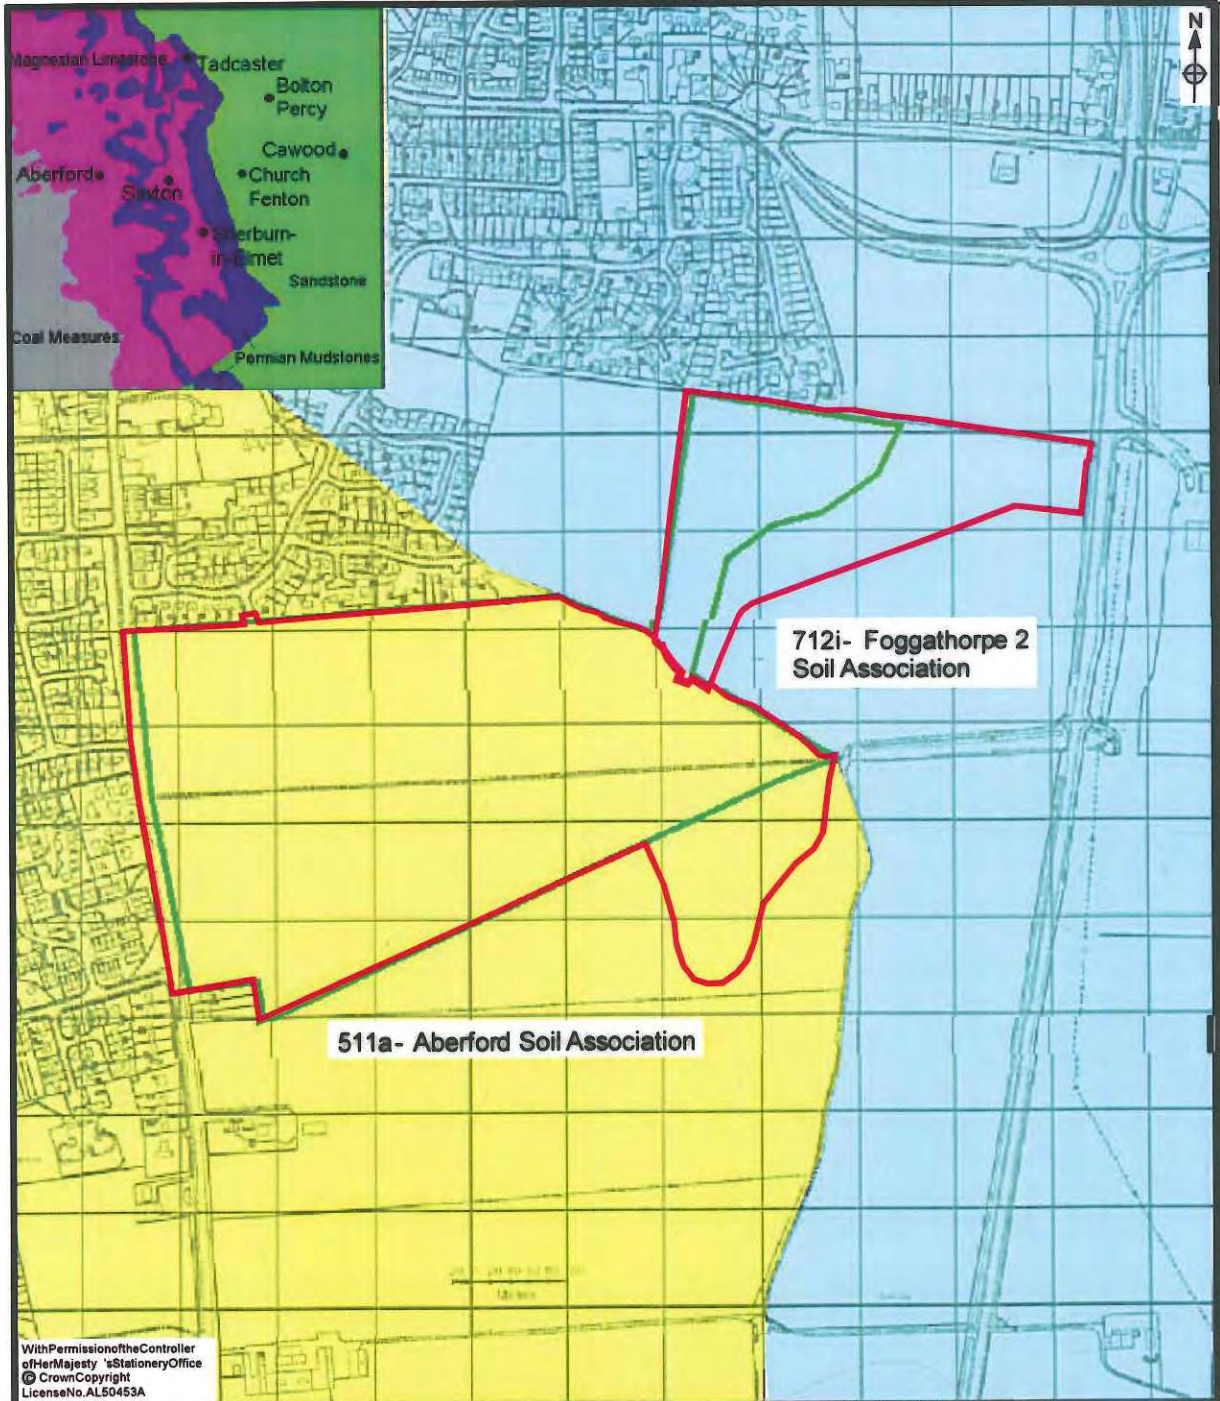 N
Magnesian Limestone
Tadcaster
Bolton
Percy
Cawood
Aberford
Church
Fenton
Saxton
Sherburn-
in-Elmet
Sandstone
Coal Measures
Permian Mudstones
712i- Foggathorpe 2
Soil Association
511a- Aberford Soil Association
WithPermissionoftheController
ofHerMajesty 'sStationeryOffice
© CrownCopyright
LicenseNo.AL50453A